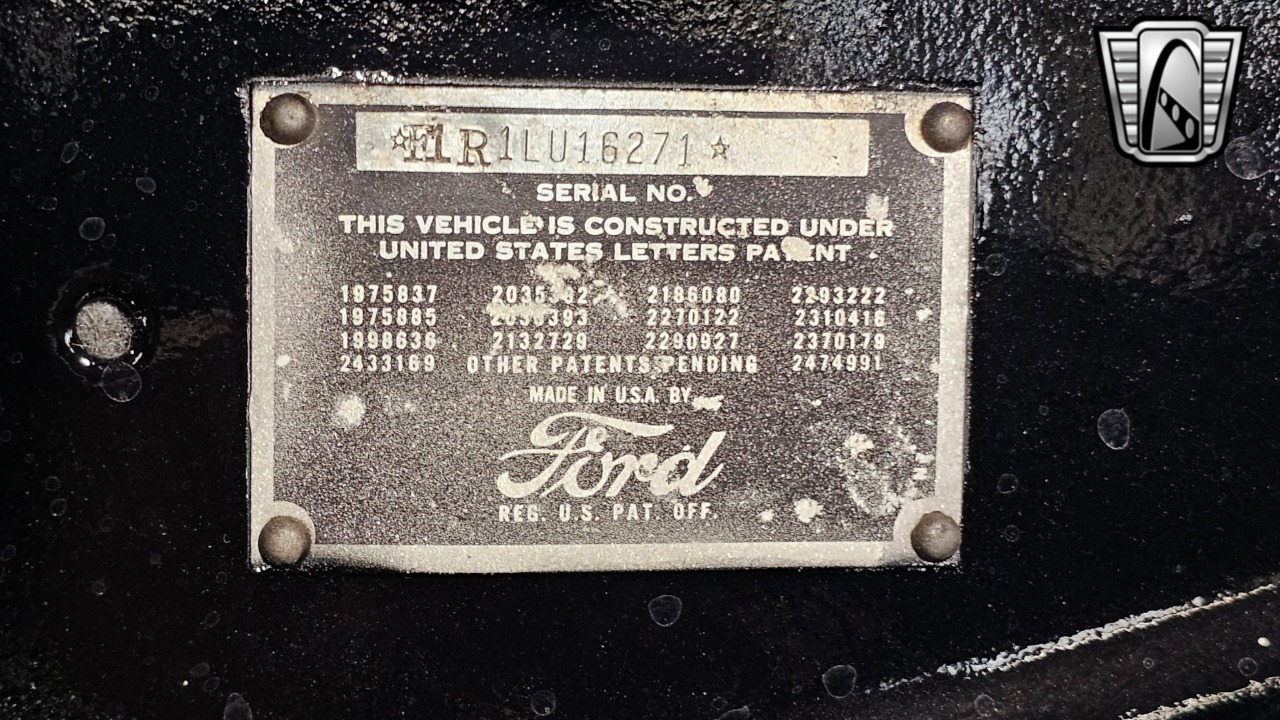 ☆F1R1LU16271☆
SERIAL NO.
THIS VEHICLE IS CONSTRUCTED UNDER
UNITED STATES LETTERS PATENT
1975837 2186080 2293222
1975885 2270122 2310416
1998636 2132729 2290927 2370179
2433169 OTHER PATENTS PENDING 2474991
MADE IN U.S.A. BY
Ford
REG. U.S. PAT. OFF.